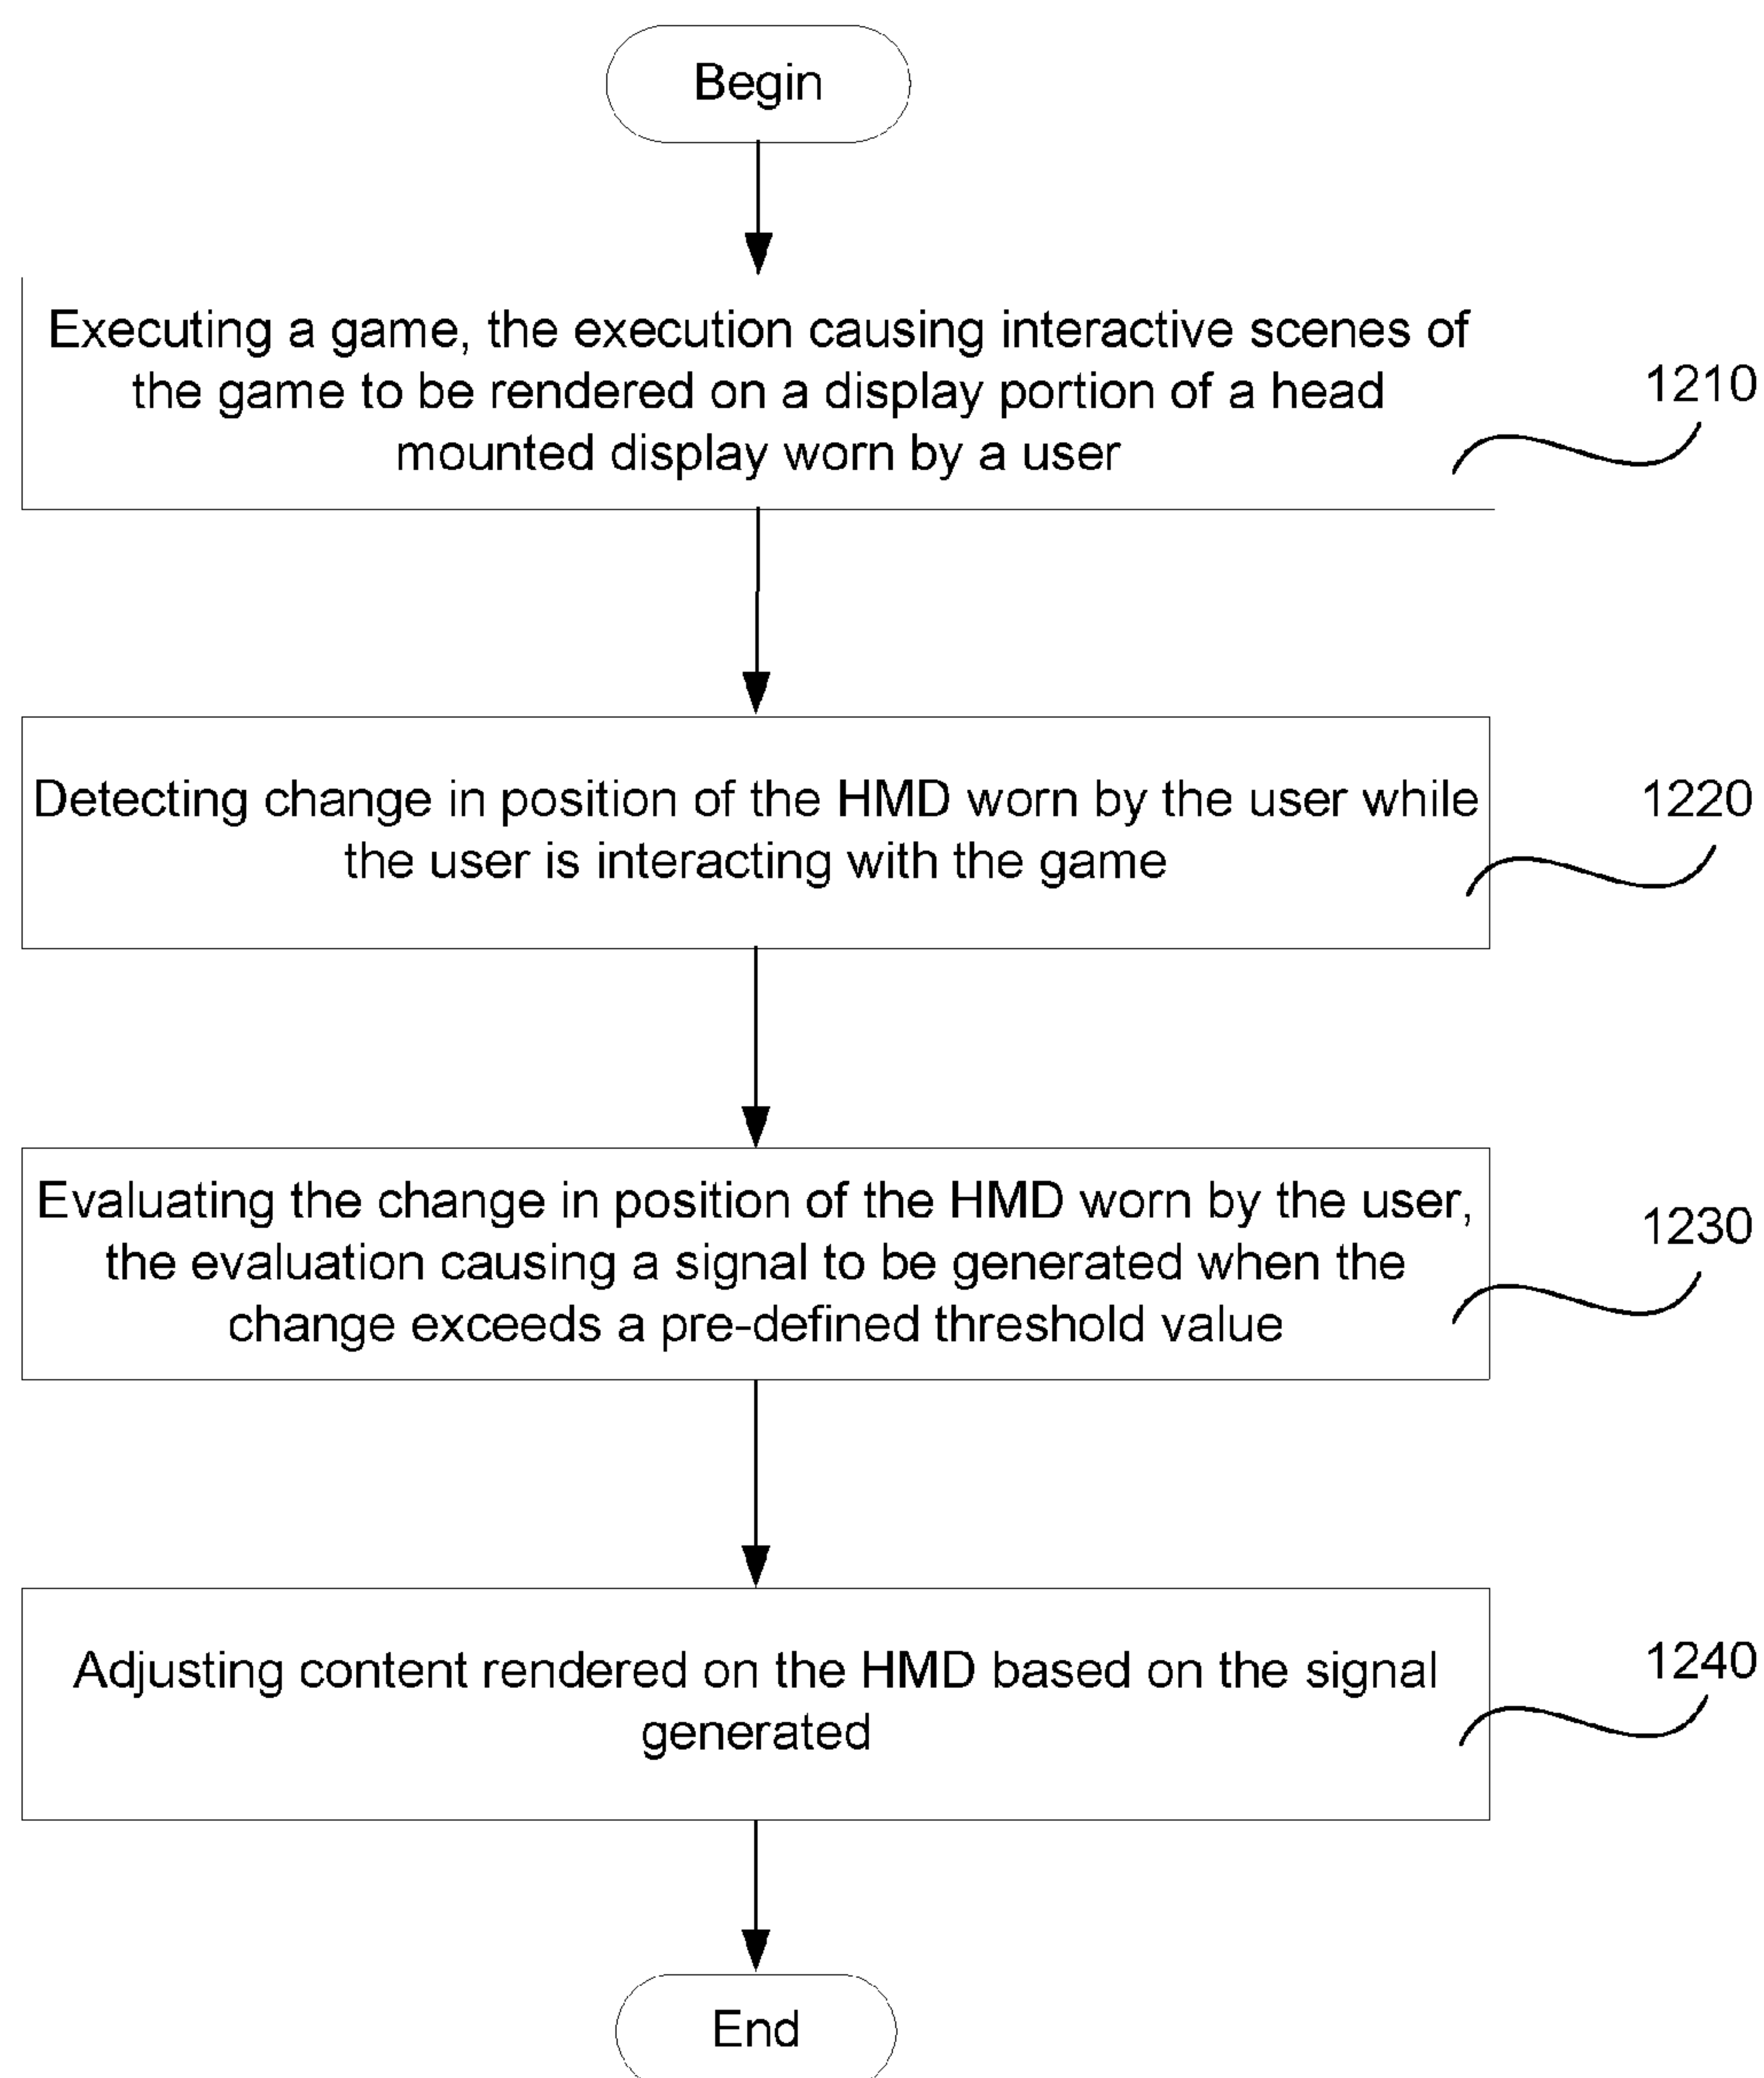 Begin
Executing a game, the execution causing interactive scenes of
the game to be rendered on a display portion of a head
mounted display worn by a user
1210
Detecting change in position of the HMD worn by the user while
the user is interacting with the game
1220
Evaluating the change in position of the HMD worn by the user,
the evaluation causing a signal to be generated when the
change exceeds a pre-defined threshold value
1230
Adjusting content rendered on the HMD based on the signal
generated
1240
End